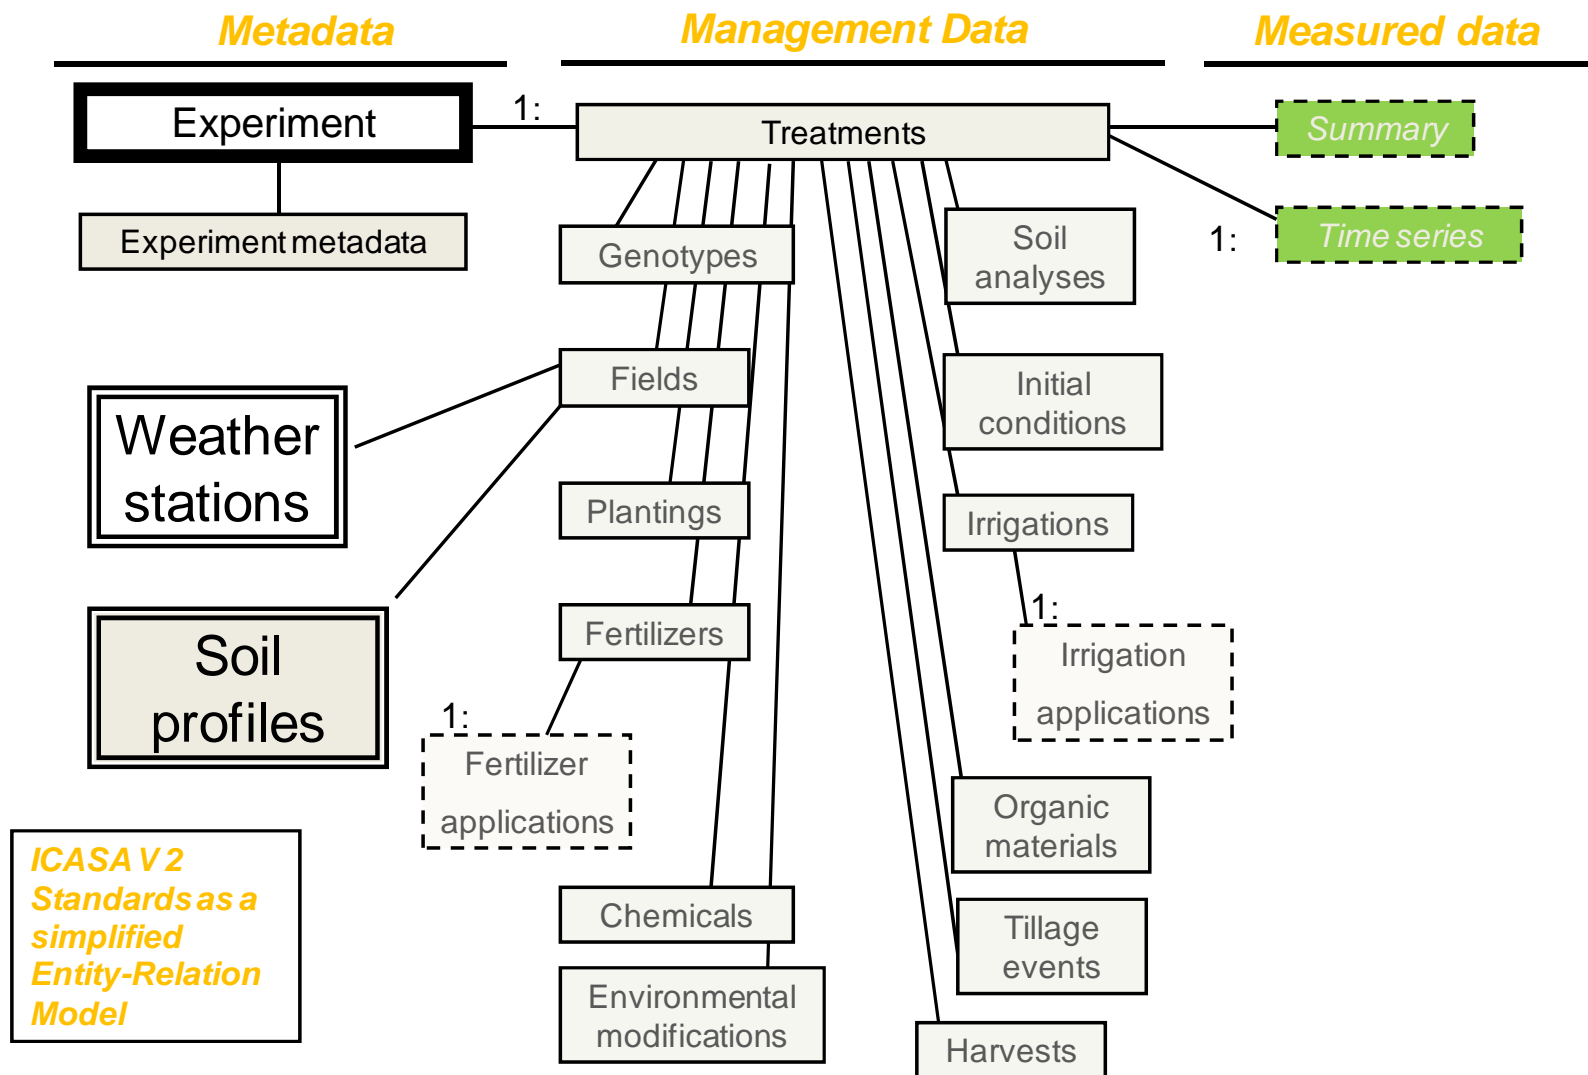 Metadata
Management Data
Measured data
Experiment
1:
Treatments
Summary
Experiment metadata
Genotypes
Soil
analyses
1:
Time series
Weather
stations
Fields
Initial
conditions
Plantings
Irrigations
Soil
profiles
Fertilizers
1:
Irrigation
applications
1:
Fertilizer
applications
Organic
materials
ICASA V 2
Standards as a
simplified
Entity-Relation
Model
Chemicals
Tillage
events
Environmental
modifications
Harvests